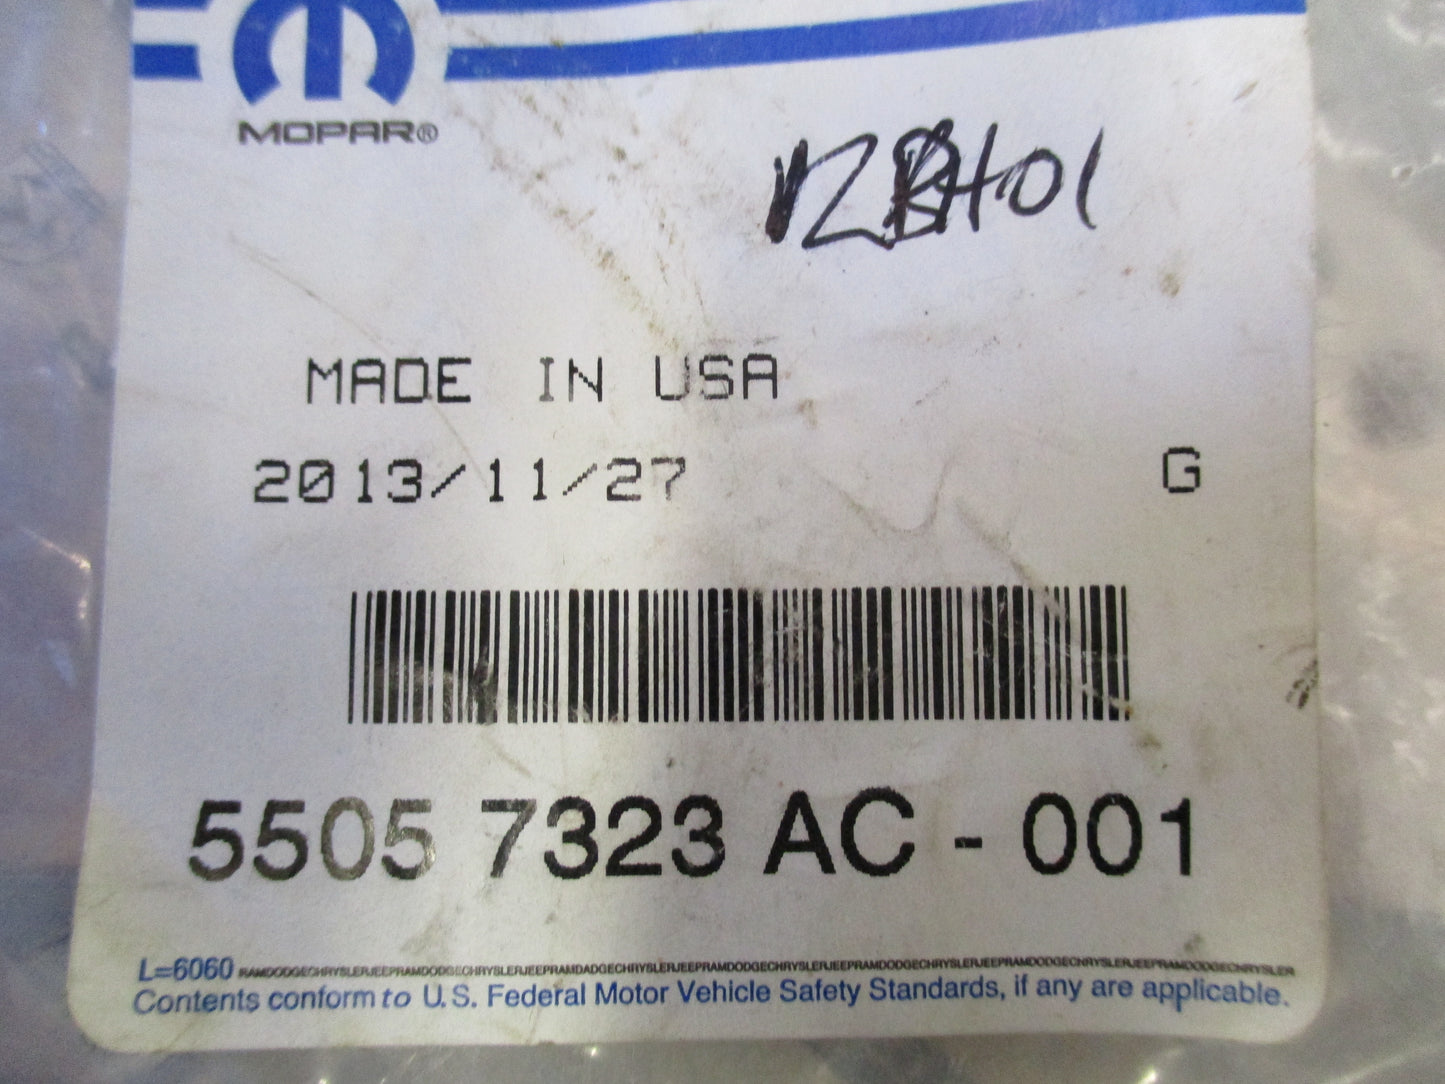 MOPAR®
MADE IN USA
2013/11/27 G
5505 7323 AC - 001
L=6060 RAMDODGECHRYSLERJEEPRAMDODGECHRYSLERJEEPRAMDADGECHRYSLERJEEPRAMDODGECHRYSLERJEEPRAMDODGECHRYSLERJEEPRAMDODGECHRYSLERJEEPRAMDODGECHRYSLER
Contents conform to U.S. Federal Motor Vehicle Safety Standards, if any are applicable.